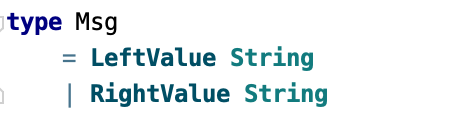 type Msg
    = LeftValue String
    | RightValue String